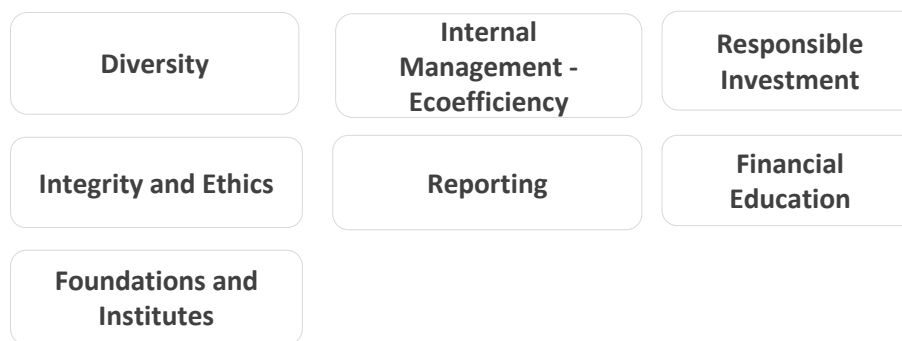 Diversity
Internal
Management -
Ecoefficiency
Responsible
Investment
Integrity and Ethics
Reporting
Financial
Education
Foundations and
Institutes